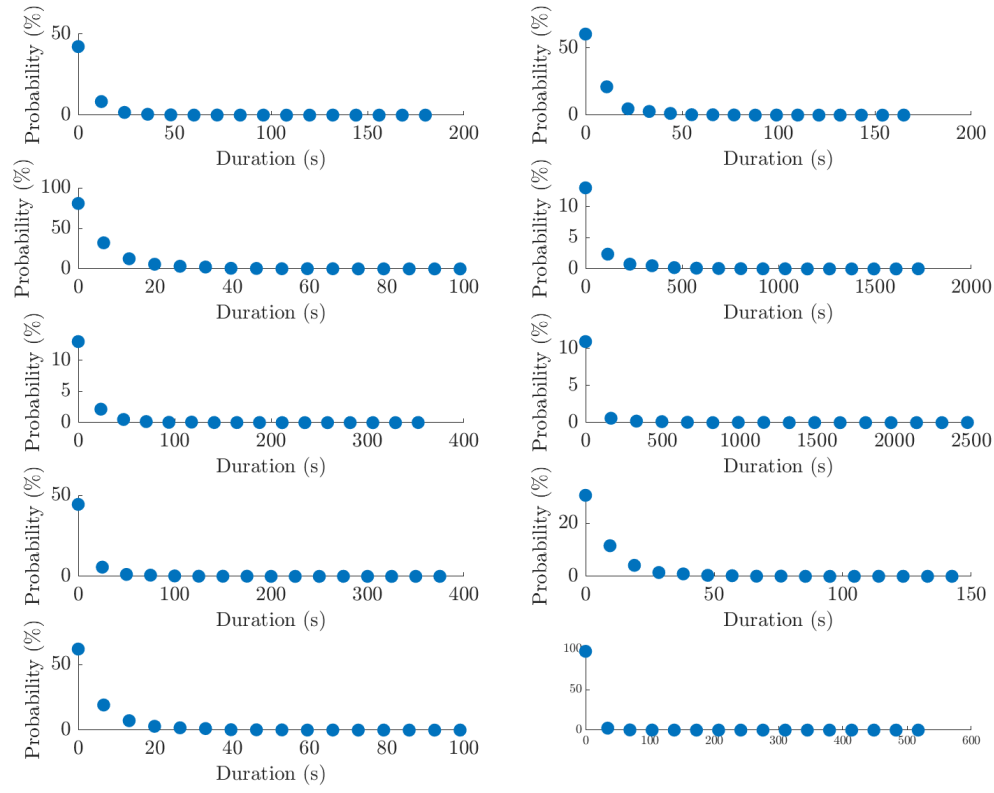 Probability (%)
50
0
0 50 100 150 200
Duration (s)
Probability (%)
50
0
0 50 100 150 200
Duration (s)
Probability (%)
100
50
0
0 20 40 60 80 100
Duration (s)
Probability (%)
10
5
0
0 500 1000 1500 2000
Duration (s)
Probability (%)
10
5
0
0 100 200 300 400
Duration (s)
Probability (%)
10
5
0
0 500 1000 1500 2000 2500
Duration (s)
Probability (%)
50
0
0 100 200 300 400
Duration (s)
Probability (%)
20
0
0 50 100 150
Duration (s)
Probability (%)
50
0
0 20 40 60 80 100
Duration (s)
100
50
0
0 100 200 300 400 500 600